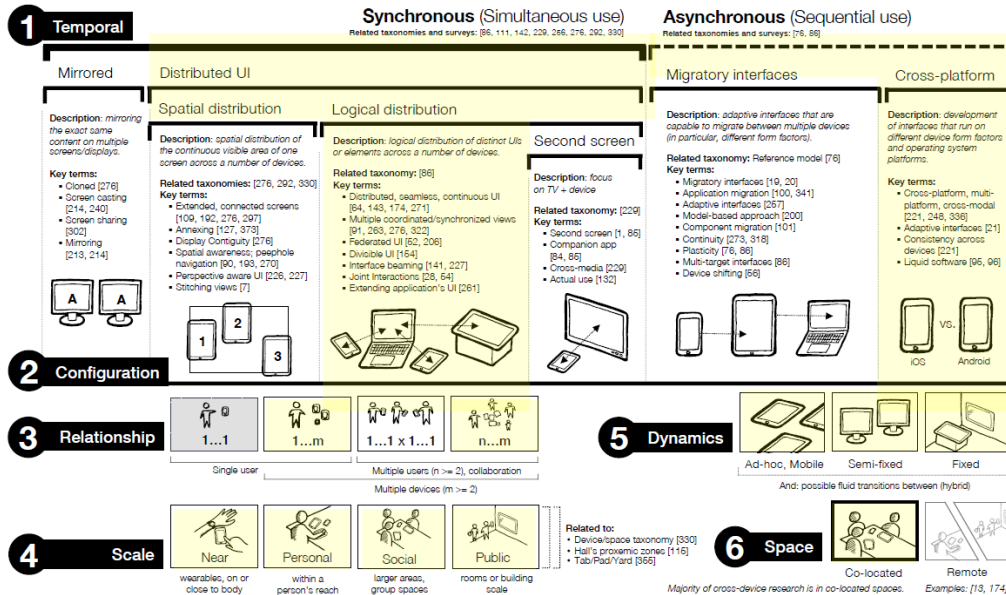 1 Temporal
Synchronous (Simultaneous use)
Related taxonomies and surveys: [86, 111, 142, 229, 256, 276, 292, 330]
Asynchronous (Sequential use)
Related taxonomies and surveys: [76, 86]
Mirrored
Description: mirroring
the exact same
content on multiple
screens/displays.
Key terms:
▪ Cloned [276]
▪ Screen casting
[214, 240]
▪ Screen sharing
[302]
▪ Mirroring
[213, 214]
A A
Distributed UI
Spatial distribution
Description: spatial distribution of
the continuous visible area of one
screen across a number of devices.
Related taxonomies: [276, 292, 330]
Key terms:
▪ Extended, connected screens
[109, 192, 276, 297]
▪ Annexing [127, 373]
▪ Display Contiguity [276]
▪ Spatial awareness; peephole
navigation [90, 193, 270]
▪ Perspective aware UI [226, 227]
▪ Stitching views [7]
1 2 3
Logical distribution
Description: logical distribution of distinct UIs
or elements across a number of devices.
Related taxonomy: [86]
Key terms:
▪ Distributed, seamless, continuous UI
[64, 143, 174, 271]
▪ Multiple coordinated/synchronized views
[91, 263, 276, 322]
▪ Federated UI [52, 206]
▪ Divisible UI [154]
▪ Interface beaming [141, 227]
▪ Joint Interactions [28, 54]
▪ Extending application's UI [261]
Second screen
Description: focus
on TV + device
Related taxonomy: [229]
Key terms:
▪ Second screen [1, 85]
▪ Companion app
[84, 85]
▪ Cross-media [229]
▪ Actual use [132]
Migratory interfaces
Description: adaptive interfaces that are
capable to migrate between multiple devices
(in particular, different form factors).
Related taxonomy: Reference model [76]
Key terms:
▪ Migratory interfaces [19, 20]
▪ Application migration [100, 341]
▪ Adaptive interfaces [257]
▪ Model-based approach [200]
▪ Component migration [101]
▪ Continuity [273, 318]
▪ Plasticity [76, 86]
▪ Multi-target interfaces [86]
▪ Device shifting [56]
Cross-platform
Description: development
of interfaces that run on
different device form factors
and operating system
platforms.
Key terms:
▪ Cross-platform, multi-
platform, cross-modal
[221, 248, 336]
▪ Adaptive interfaces [21]
▪ Consistency across
devices [221]
▪ Liquid software [95, 96]
vs.
iOS Android
2 Configuration
3 Relationship
1...1 1...m 1...1 x 1...1 n...m
Single user
Multiple users (n >= 2), collaboration
Multiple devices (m >= 2)
5 Dynamics
Ad-hoc, Mobile Semi-fixed Fixed
And: possible fluid transitions between (hybrid)
4 Scale
Near Personal Social Public
wearables, on or
close to body
within a
person's reach
larger areas,
group spaces
rooms or building
scale
Related to:
• Device/space taxonomy [330]
• Hall's proxemic zones [116]
• Tab/Pad/Yard [355]
6 Space
Co-located Remote
Majority of cross-device research is in co-located spaces. Examples: [13, 174]